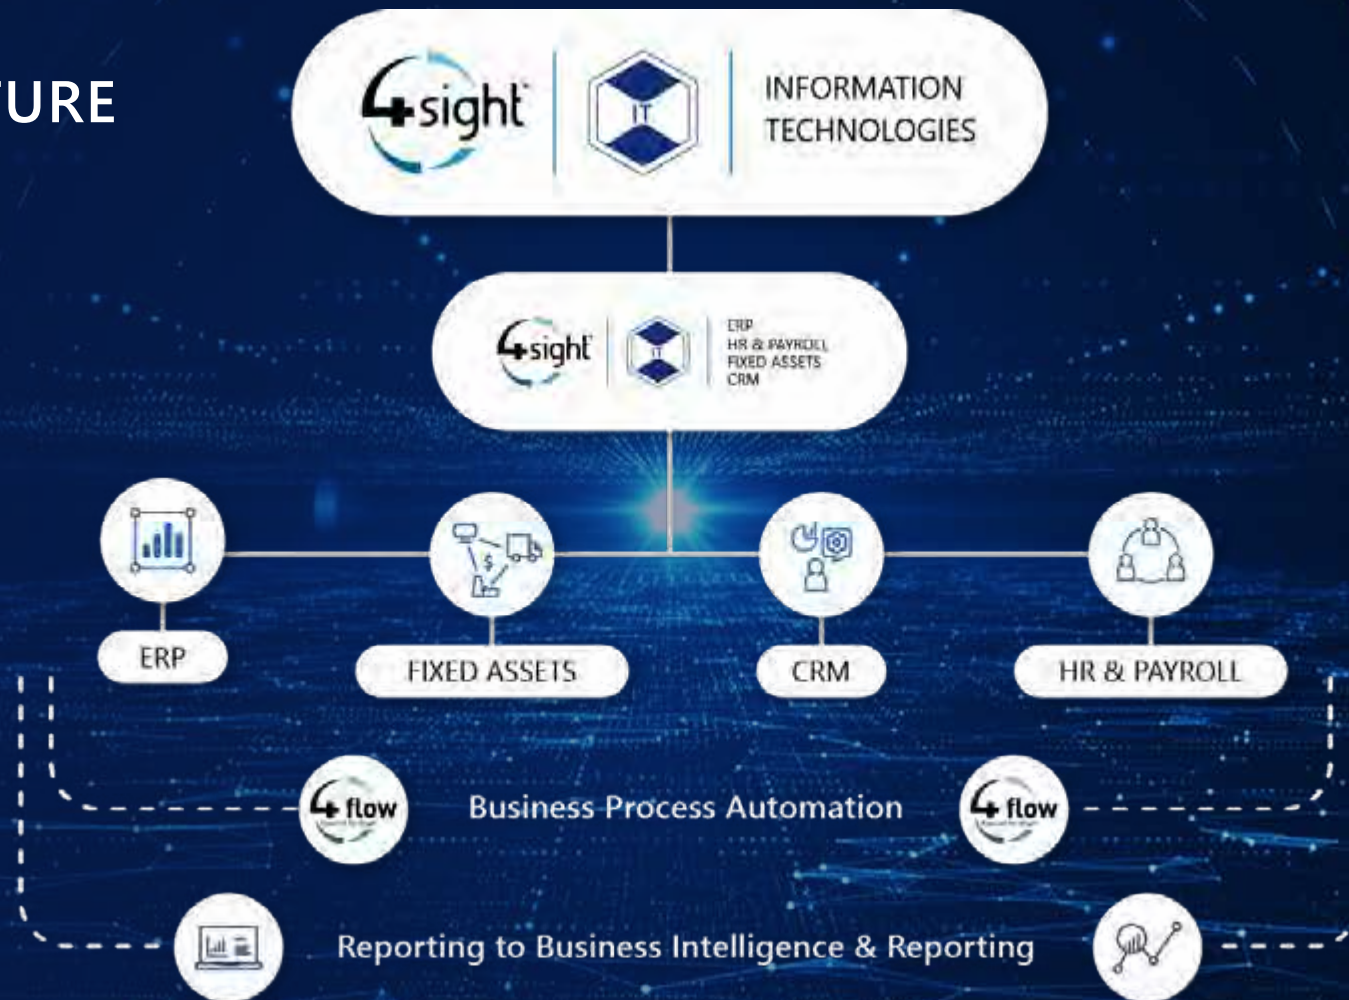 TURE
4sight
IT
INFORMATION
TECHNOLOGIES
4sight
IT
ERP
HR & PAYROLL
FIXED ASSETS
CRM
$
ERP
FIXED ASSETS
CRM
HR & PAYROLL
4flow
Business Process Automation
4flow
Reporting to Business Intelligence & Reporting